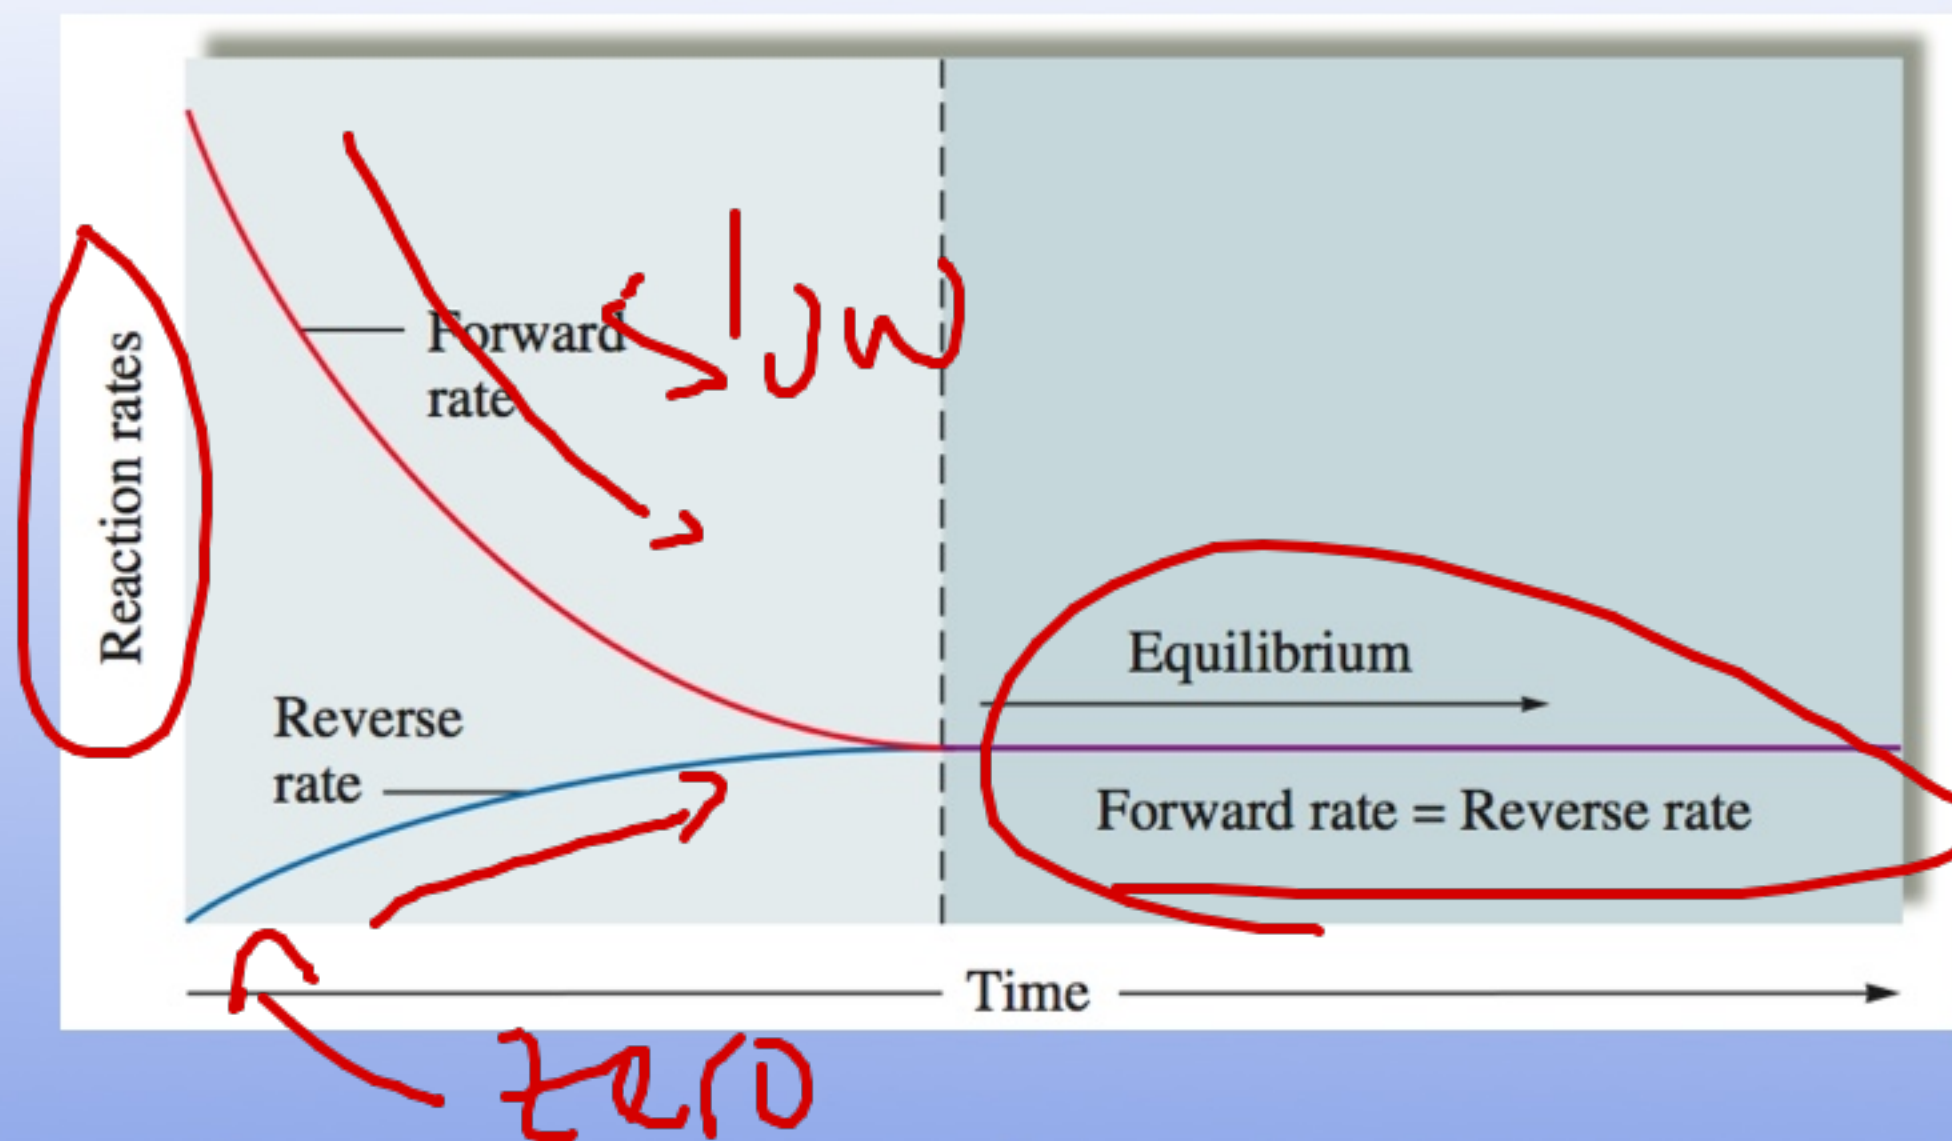 Forward
rate
slow
Reaction rates
Equilibrium
Reverse
rate
Forward rate = Reverse rate
Time
zero